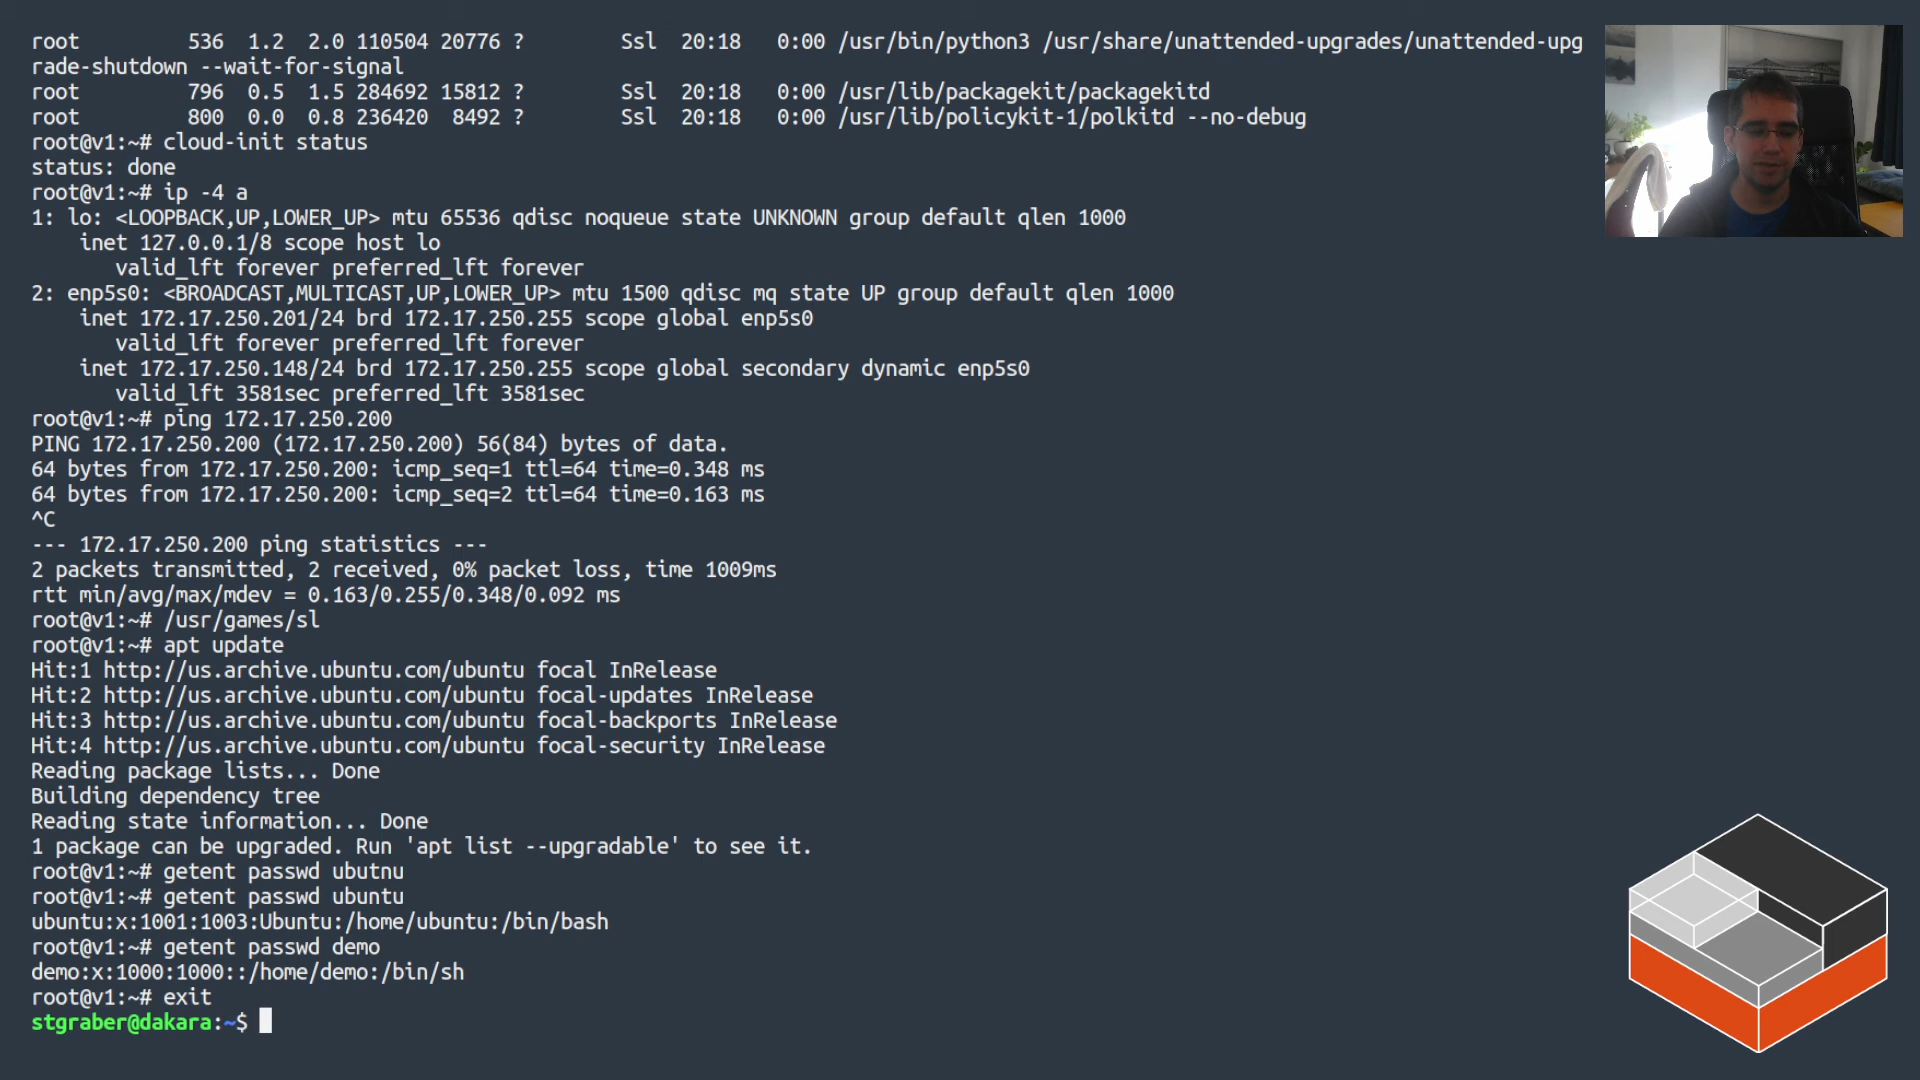 root         536  1.2  2.0 110504 20776 ?        Ssl  20:18   0:00 /usr/bin/python3 /usr/share/unattended-upgrades/unattended-upg
rade-shutdown --wait-for-signal
root         796  0.5  1.5 284692 15812 ?        Ssl  20:18   0:00 /usr/lib/packagekit/packagekitd
root         800  0.0  0.8 236420  8492 ?        Ssl  20:18   0:00 /usr/lib/policykit-1/polkitd --no-debug
root@v1:~# cloud-init status
status: done
root@v1:~# ip -4 a
1: lo: <LOOPBACK,UP,LOWER_UP> mtu 65536 qdisc noqueue state UNKNOWN group default qlen 1000
    inet 127.0.0.1/8 scope host lo
       valid_lft forever preferred_lft forever
2: enp5s0: <BROADCAST,MULTICAST,UP,LOWER_UP> mtu 1500 qdisc mq state UP group default qlen 1000
    inet 172.17.250.201/24 brd 172.17.250.255 scope global enp5s0
       valid_lft forever preferred_lft forever
    inet 172.17.250.148/24 brd 172.17.250.255 scope global secondary dynamic enp5s0
       valid_lft 3581sec preferred_lft 3581sec
root@v1:~# ping 172.17.250.200
PING 172.17.250.200 (172.17.250.200) 56(84) bytes of data.
64 bytes from 172.17.250.200: icmp_seq=1 ttl=64 time=0.348 ms
64 bytes from 172.17.250.200: icmp_seq=2 ttl=64 time=0.163 ms
^C
--- 172.17.250.200 ping statistics ---
2 packets transmitted, 2 received, 0% packet loss, time 1009ms
rtt min/avg/max/mdev = 0.163/0.255/0.348/0.092 ms
root@v1:~# /usr/games/sl
root@v1:~# apt update
Hit:1 http://us.archive.ubuntu.com/ubuntu focal InRelease
Hit:2 http://us.archive.ubuntu.com/ubuntu focal-updates InRelease
Hit:3 http://us.archive.ubuntu.com/ubuntu focal-backports InRelease
Hit:4 http://us.archive.ubuntu.com/ubuntu focal-security InRelease
Reading package lists... Done
Building dependency tree
Reading state information... Done
1 package can be upgraded. Run 'apt list --upgradable' to see it.
root@v1:~# getent passwd ubutnu
root@v1:~# getent passwd ubuntu
ubuntu:x:1001:1003:Ubuntu:/home/ubuntu:/bin/bash
root@v1:~# getent passwd demo
demo:x:1000:1000::/home/demo:/bin/sh
root@v1:~# exit
stgraber@dakara:~$